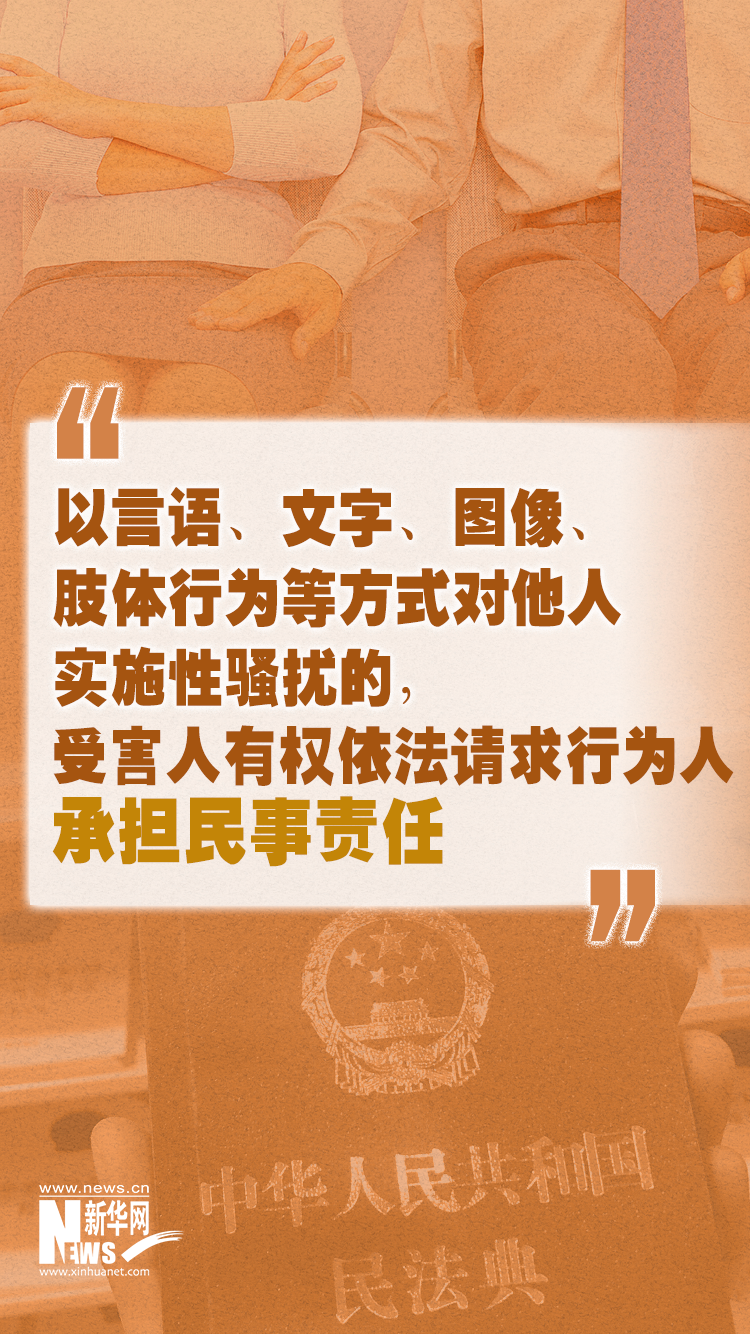 “
以言语、文字、图像、
肢体行为等方式对他人
实施性骚扰的，
受害人有权依法请求行为人
承担民事责任
”
中华人民共和国
民法典
www.news.cn
NEWS 新华网
www.xinhuanet.com